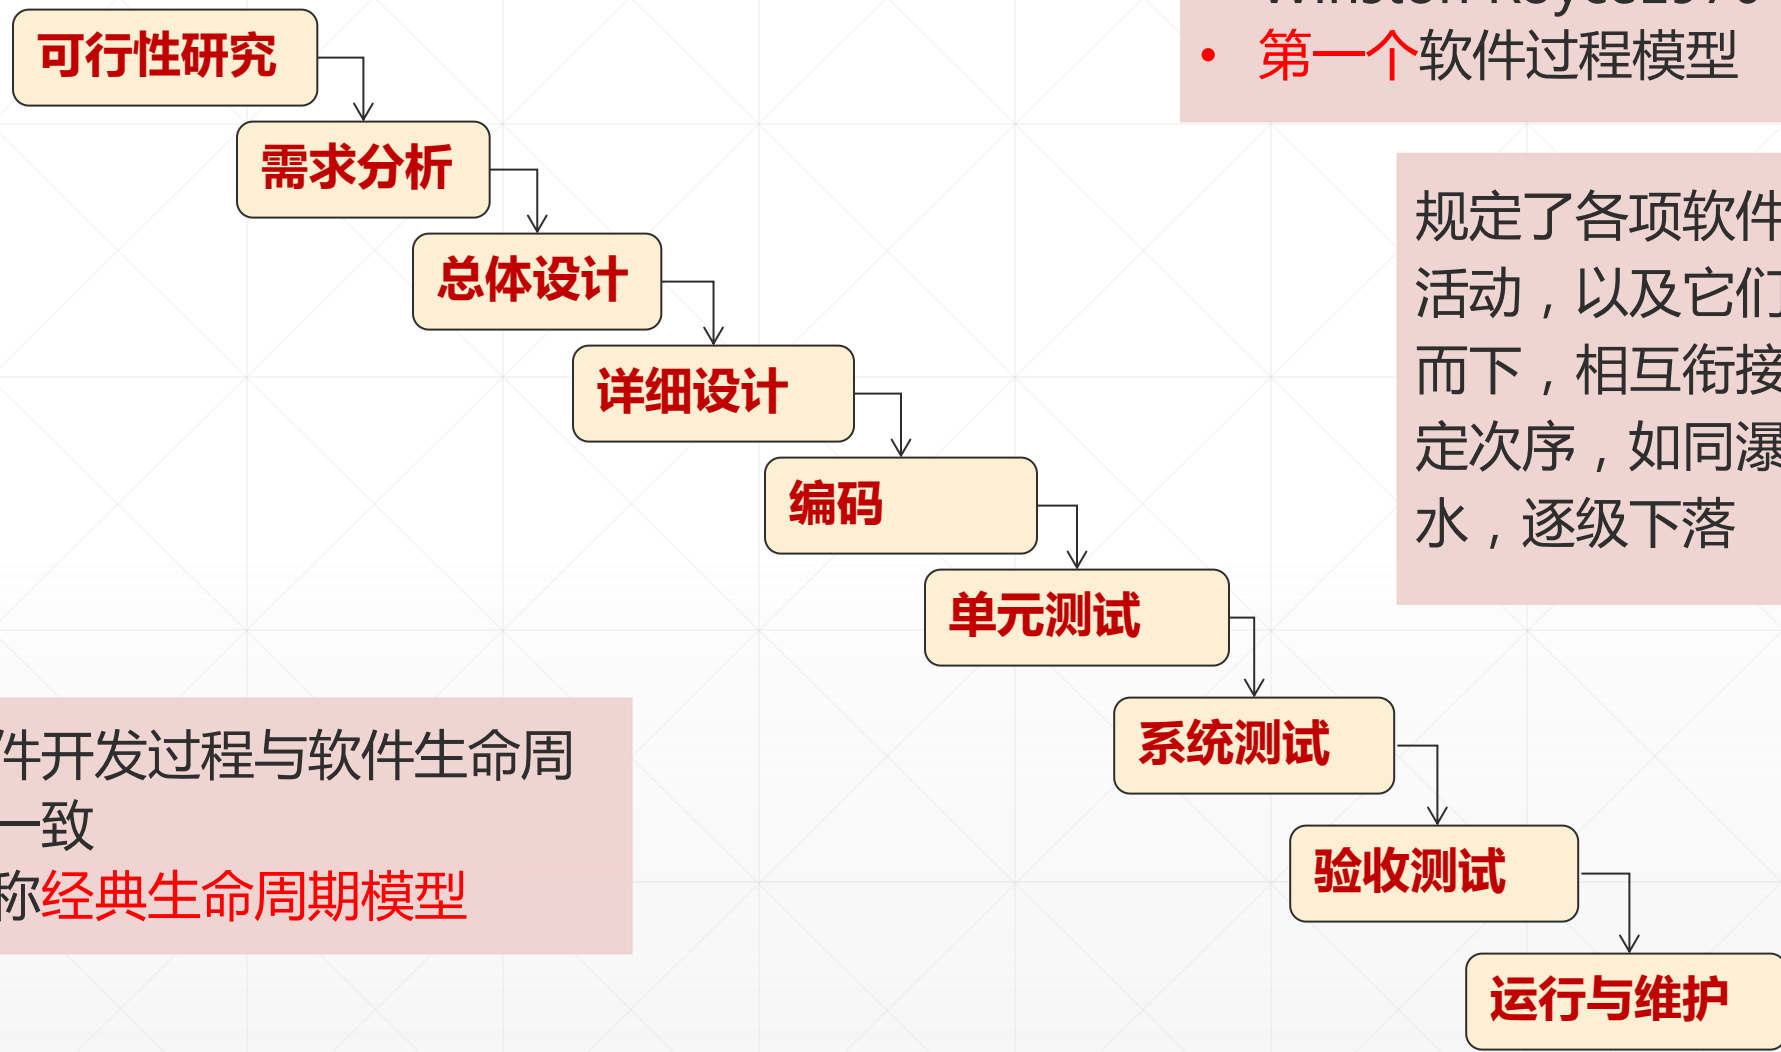 Winston Royce1970
• 第一个软件过程模型
可行性研究
需求分析
总体设计
详细设计
编码
单元测试
系统测试
验收测试
运行与维护
规定了各项软件
活动，以及它们
而下，相互衔接
定次序，如同瀑
水，逐级下落
件开发过程与软件生命周
一致
称经典生命周期模型